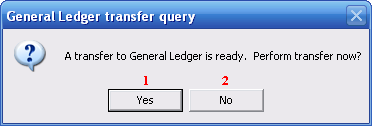 General Ledger transfer query
A transfer to General Ledger is ready.  Perform transfer now?
1 2
Yes No